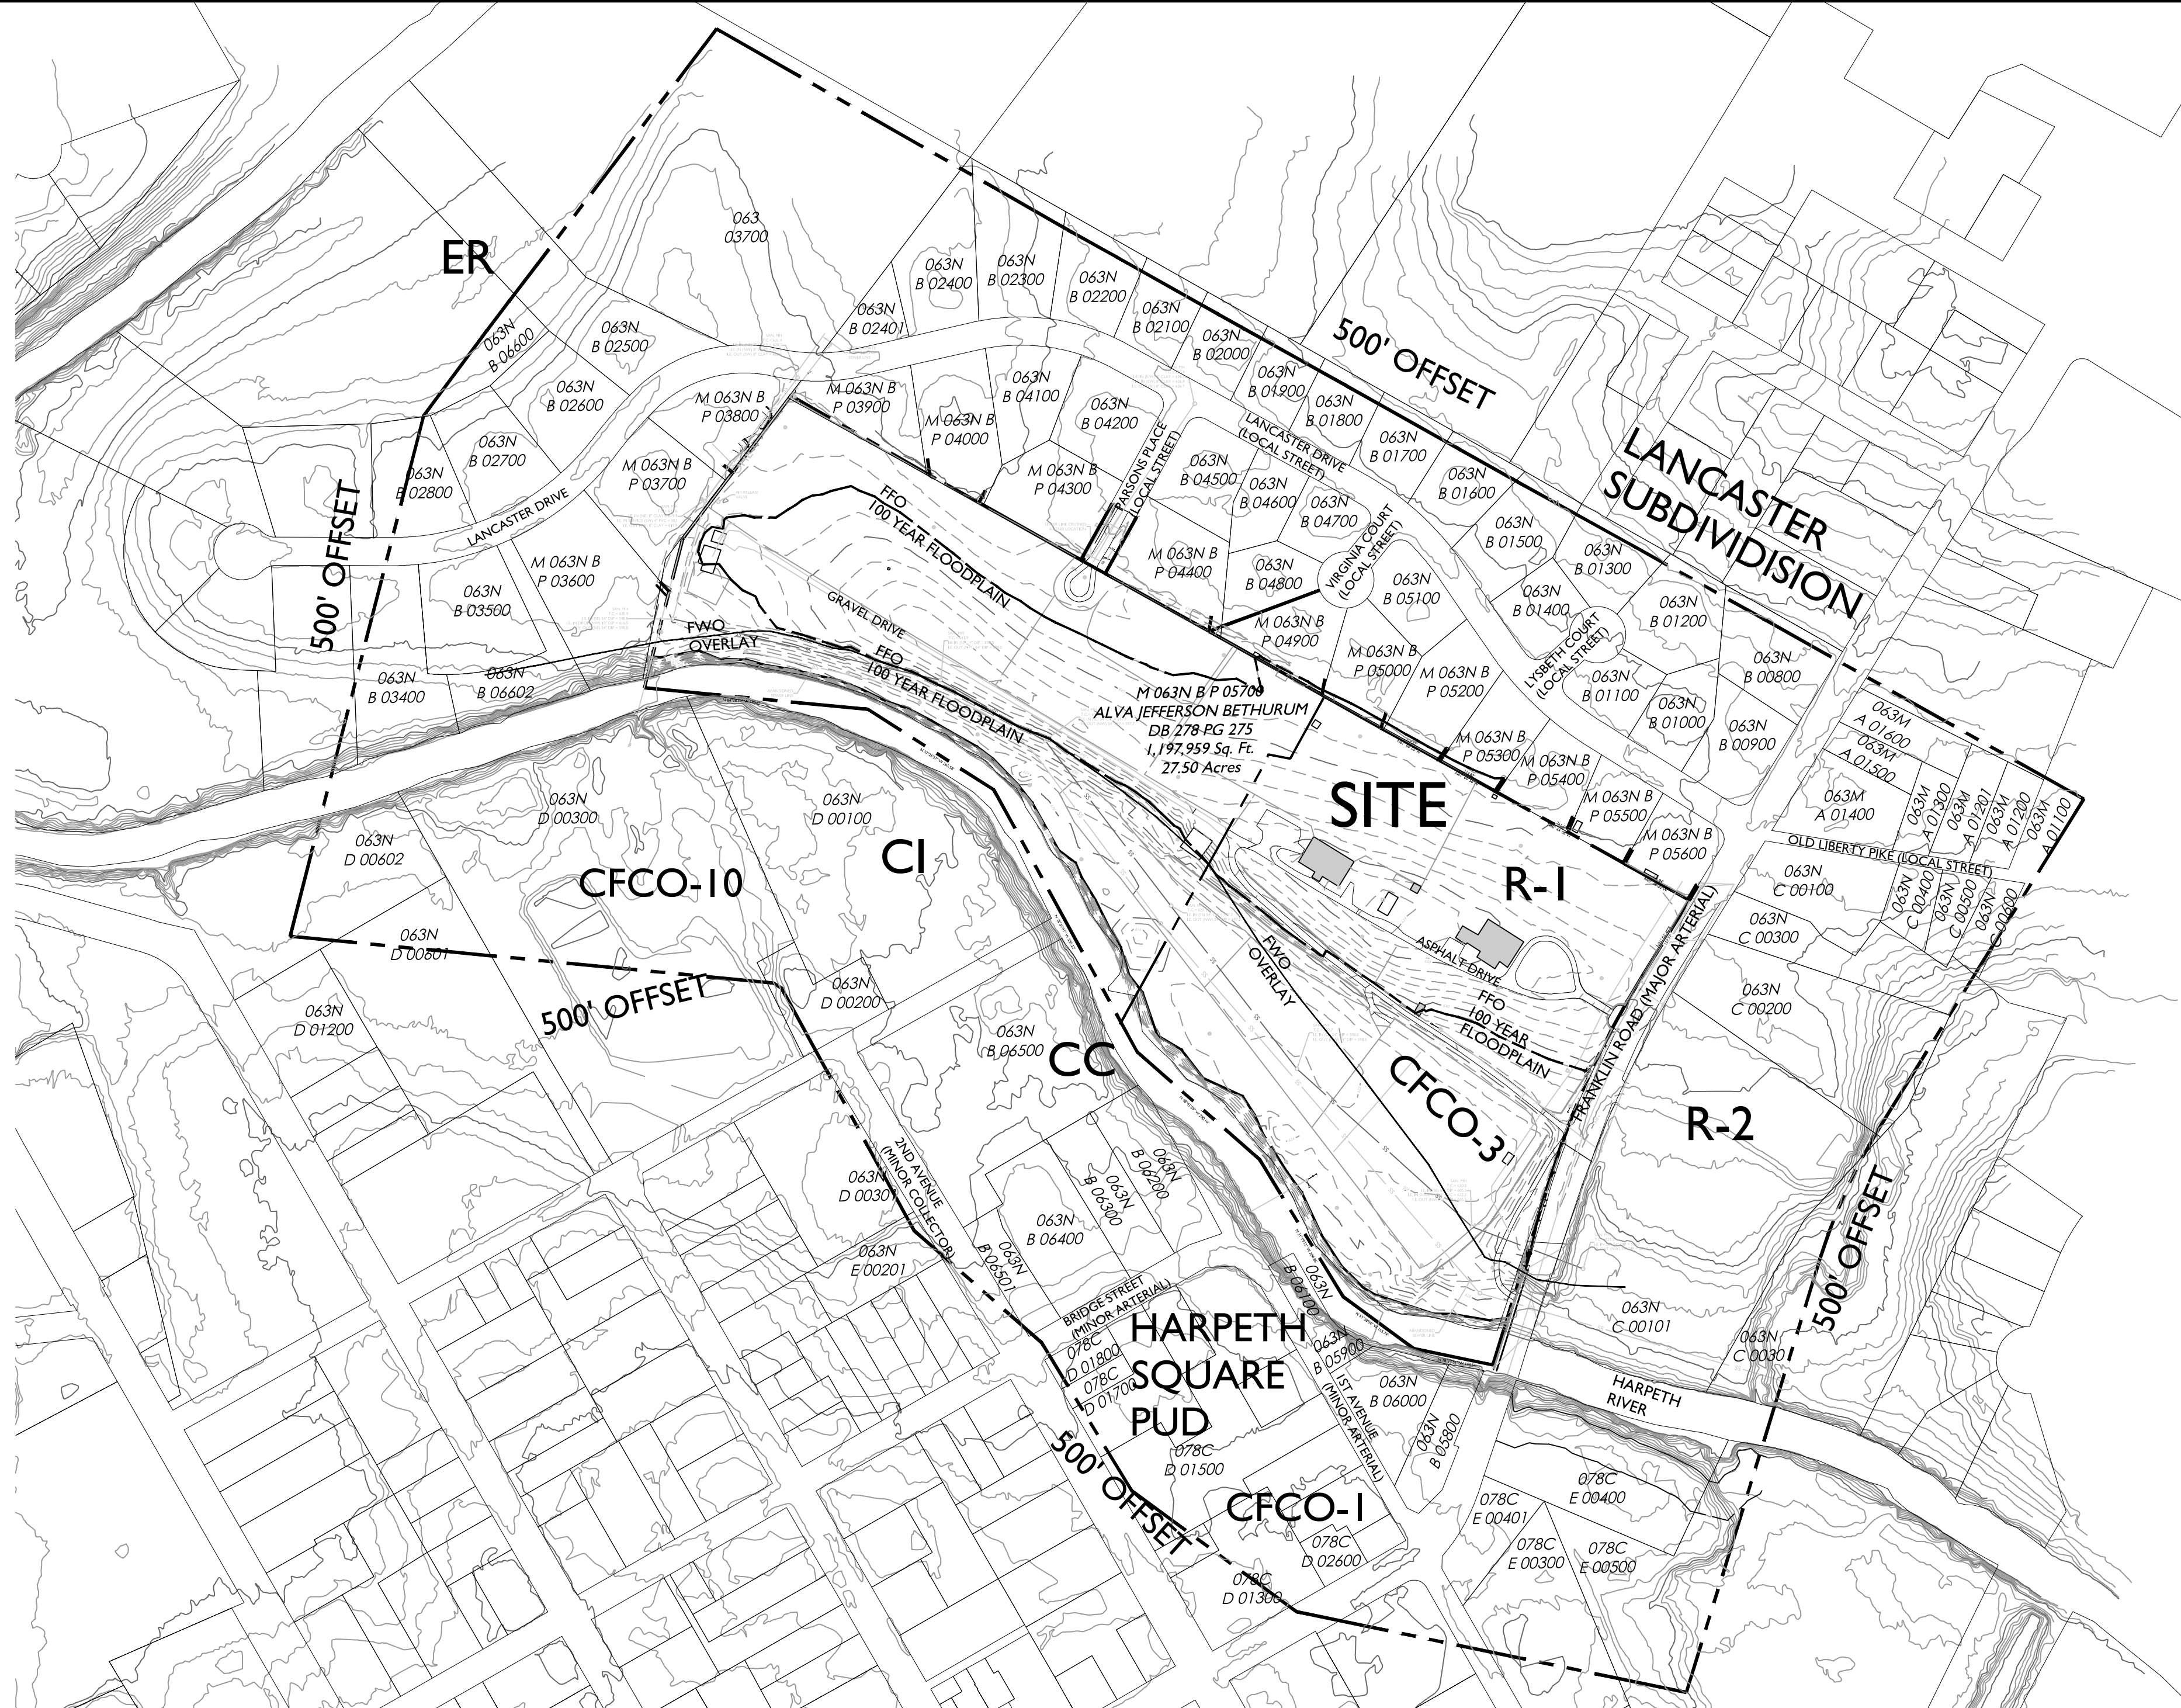 063
03700
ER
063N
B 02400
063N
B 02300
063N
B 02200
063N
B 02401
063N
B 02100
063N
B 02000
500' OFFSET
063N
B 06600
063N
B 02500
063N
B 02600
063N
B 02700
063N
B 02800
M 063N B
P 03800
M 063N B
P 03900
M 063N B
P 04000
063N
B 04100
063N
B 04200
M 063N B
P 04300
M 063N B
P 03700
063N
B 01900
063N
B 01800
063N
B 01700
063N
B 01600
063N
B 01500
063N
B 01300
063N
B 01400
063N
B 01200
LANCASTER DRIVE
(LOCAL STREET)
PARSONS PLACE
(LOCAL STREET)
063N
B 04500
063N
B 04600
063N
B 04700
VIRGINIA COURT
(LOCAL STREET)
M 063N B
P 04400
063N
B 04800
063N
B 05100
LANCASTER
SUBDIVIDISION
500' OFFSET
LANCASTER DRIVE
M 063N B
P 03600
063N
B 03500
063N
B 03400
063N
B 06602
FFO
100 YEAR FLOODPLAIN
GRAVEL DRIVE
FWO
OVERLAY
FFO
100 YEAR FLOODPLAIN
M 063N B
P 04900
M 063N B
P 05000
M 063N B
P 05200
LYSBETH COURT
(LOCAL STREET)
063N
B 01100
063N
B 01000
063N
B 00800
063N
B 00900
M 063N B P 05700
ALVA JEFFERSON BETHURUM
DB 278 PG 275
1,197,959 Sq. Ft.
27.50 Acres
M 063N B
P 05300
M 063N B
P 05400
M 063N B
P 05500
M 063N B
P 05600
063M
A 01600
063M
A 01500
063M
A 01400
063M
A 01300
063M
A 01201
063M
A 01200
063M
A 01100
OLD LIBERTY PIKE (LOCAL STREET)
063N
C 00100
063N
C 00400
063N
C 00500
063N
C 00600
063N
C 00300
063N
C 00200
SITE
R-1
063N
D 00300
063N
D 00100
063N
D 00602
CFCO-10
CI
063N
D 00601
500' OFFSET
063N
D 00200
063N
D 01200
063N
B 06500
CC
FWO
OVERLAY
ASPHALT DRIVE
FFO
100 YEAR
FLOODPLAIN
CFCO-3
FRANKLIN ROAD (MAJOR ARTERIAL)
R-2
500' OFFSET
2ND AVENUE
(MINOR COLLECTOR)
063N
D 00301
063N
E 00201
063N
B 06200
063N
B 06300
063N
B 06400
063N
B 06501
BRIDGE STREET
(MINOR ARTERIAL)
063N
B 06100
063N
B 05900
063N
C 00101
063N
C 0030
HARPETH
RIVER
HARPETH
SQUARE
PUD
078C
D 01800
078C
D 01700
500' OFFSET
078C
D 01500
1ST AVENUE
(MINOR ARTERIAL)
063N
B 06000
063N
B 05800
CFCO-1
078C
D 02600
078C
D 01300
078C
E 00400
078C
E 00401
078C
E 00300
078C
E 00500